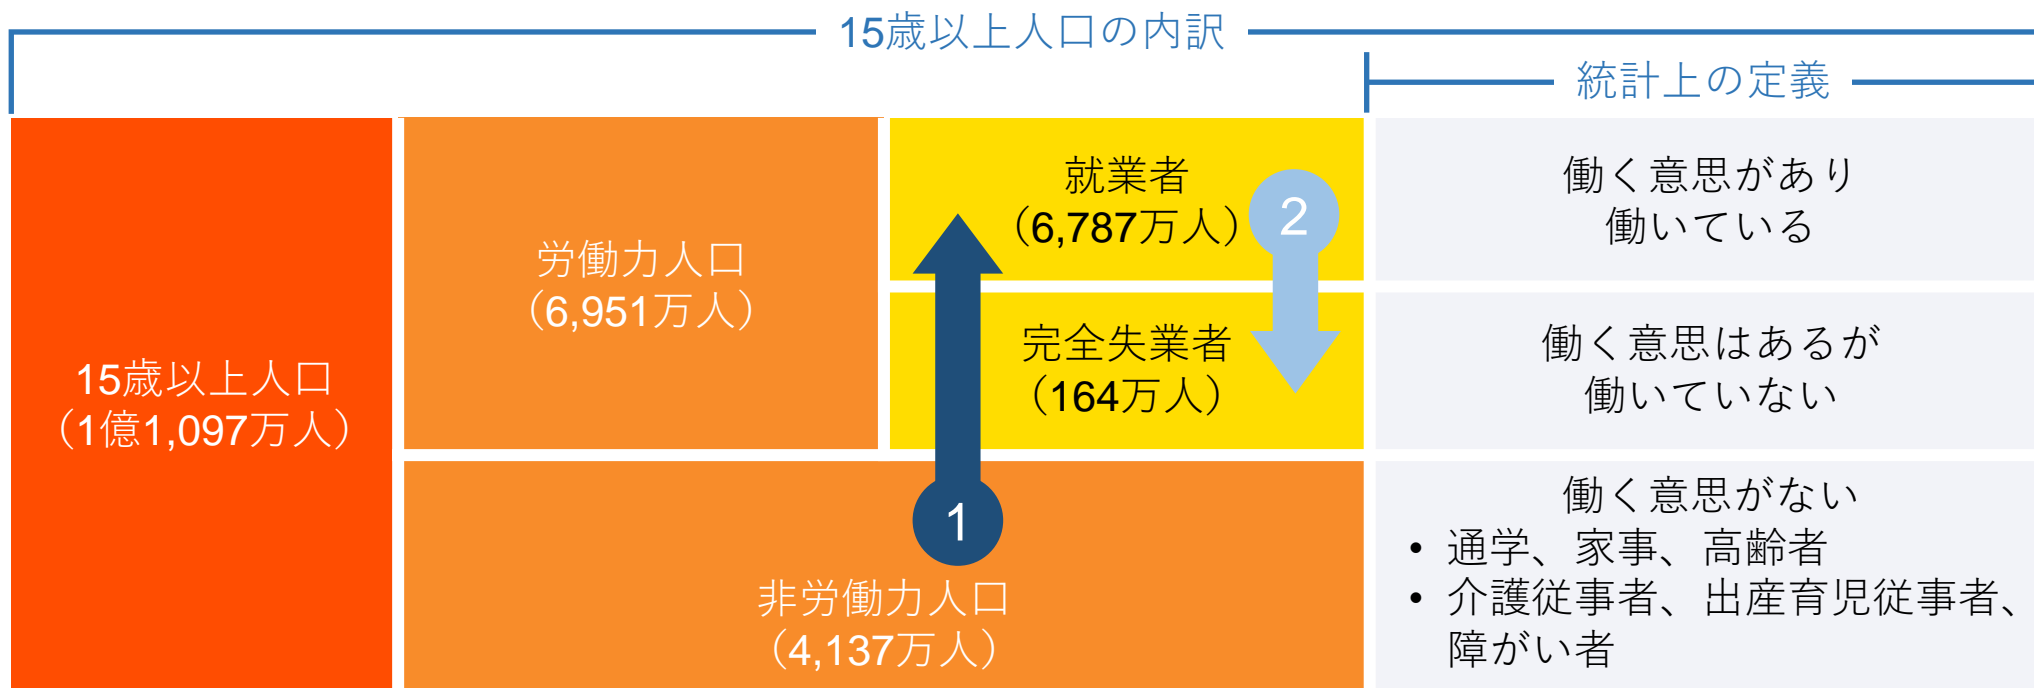 15歳以上人口の内訳
統計上の定義
15歳以上人口
（1億1,097万人）
労働力人口
（6,951万人）
就業者
（6,787万人）
2
働く意思があり
働いている
完全失業者
（164万人）
働く意思はあるが
働いていない
1
非労働力人口
（4,137万人）
働く意思がない
• 通学、家事、高齢者
• 介護従事者、出産育児従事者、
障がい者